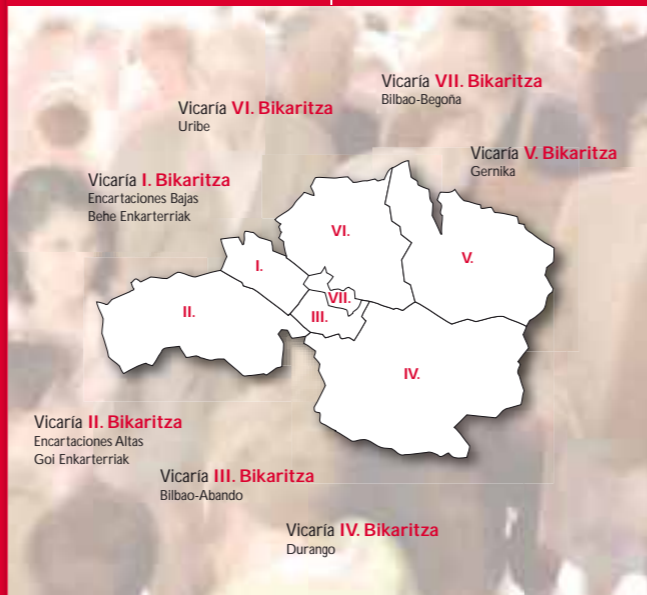 Vicaría VII. Bikaritza
Bilbao-Begoña
Vicaría VI. Bikaritza
Uribe
Vicaría V. Bikaritza
Gernika
Vicaría I. Bikaritza
Encartaciones Bajas
Behe Enkarterriak
VI.
V.
I.
VII.
II.
III.
IV.
Vicaría II. Bikaritza
Encartaciones Altas
Goi Enkarterriak
Vicaría III. Bikaritza
Bilbao-Abando
Vicaría IV. Bikaritza
Durango